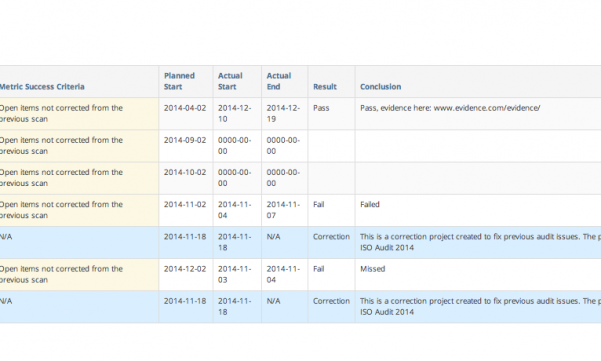 Metric Success Criteria Planned Start Actual Start Actual End Result Conclusion
Open items not corrected from the previous scan 2014-04-02 2014-12-10 2014-12-19 Pass Pass, evidence here: www.evidence.com/evidence/
Open items not corrected from the previous scan 2014-09-02 0000-00-00 0000-00-00
Open items not corrected from the previous scan 2014-10-02 0000-00-00 0000-00-00
Open items not corrected from the previous scan 2014-11-02 2014-11-04 2014-11-07 Fail Failed
N/A 2014-11-18 2014-11-18 N/A Correction This is a correction project created to fix previous audit issues. The ISO Audit 2014
Open items not corrected from the previous scan 2014-12-02 2014-11-03 2014-11-04 Fail Missed
N/A 2014-11-18 2014-11-18 N/A Correction This is a correction project created to fix previous audit issues. The ISO Audit 2014